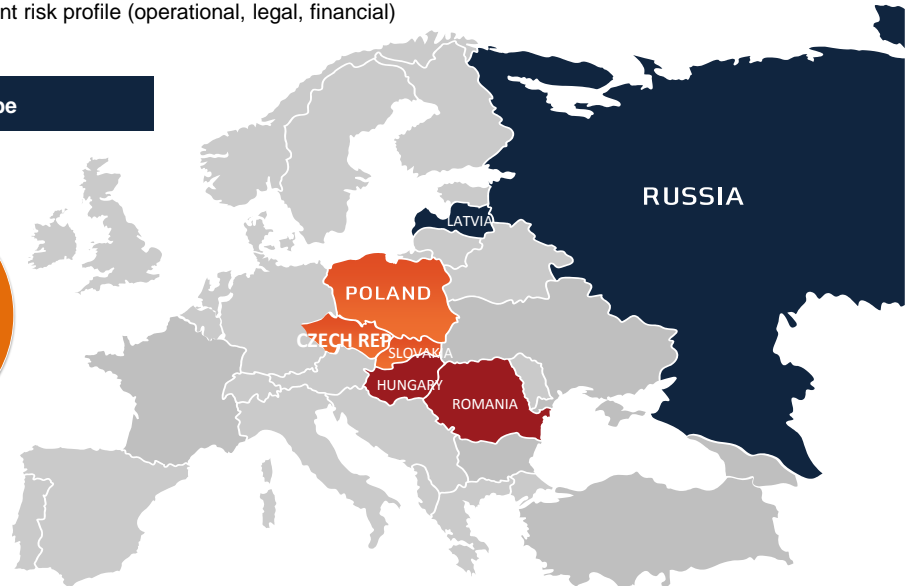 nt risk profile (operational, legal, financial)
pe
RUSSIA
LATVIA
POLAND
CZECH REP
SLOVAKIA
HUNGARY
ROMANIA